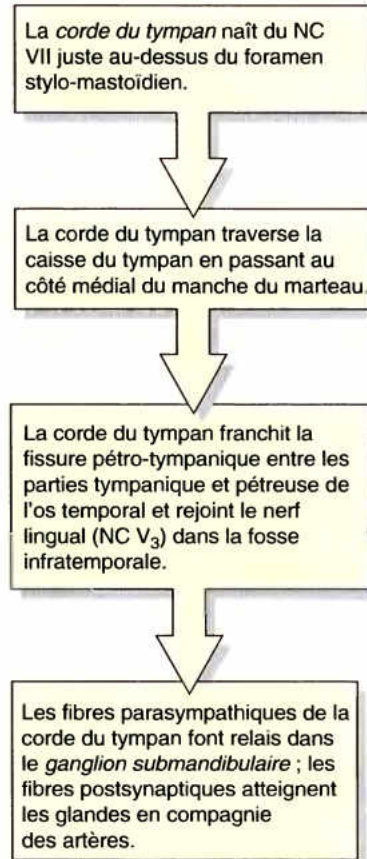 La corde du tympan naît du NC
VII juste au-dessus du foramen
stylo-mastoïdien.
La corde du tympan traverse la
caisse du tympan en passant au
côté médial du manche du marteau.
La corde du tympan franchit la
fissure pétro-tympanique entre les
parties tympanique et pétreuse de
l'os temporal et rejoint le nerf
lingual (NC V₃) dans la fosse
infratemporale.
Les fibres parasympathiques de la
corde du tympan font relais dans
le ganglion submandibulaire ; les
fibres postsynaptiques atteignent
les glandes en compagnie
des artères.